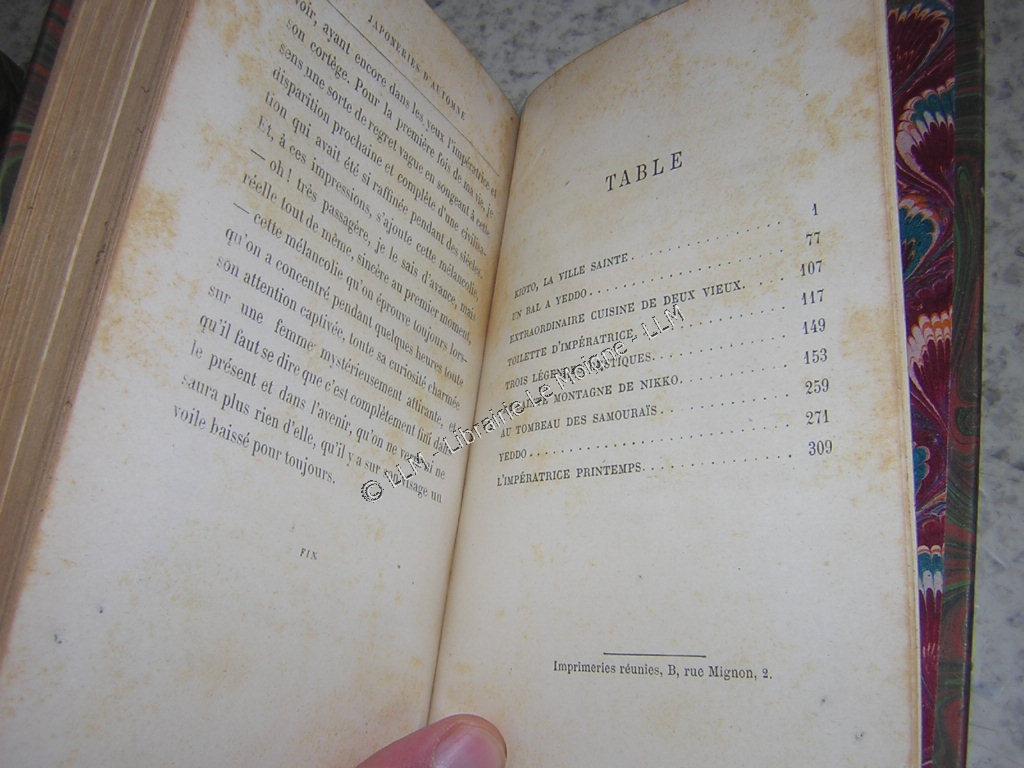 JAPONERIES D'AUTOMNE
voir, ayant encore dans les yeux l'impératrice et
son cortège. Pour la première fois de ma vie, je
sens une sorte de regret vague en songeant à cette
disparition prochaine et complète d'une civilisa-
tion qui avait été si raffinée pendant des siècles.
Et, à ces impressions, s'ajoute cette mélancolie,
— oh! très passagère, je le sais d'avance, mais
réelle tout de même, sincère au premier moment,
— cette mélancolie qu'on éprouve toujours lors-
qu'on a concentré pendant quelques heures toute
son attention captivée, toute sa curiosité charmée
sur une femme mystérieusement attirante, et
qu'il faut se dire que c'est complètement fini dans
le présent et dans l'avenir, qu'on ne verra ni ne
saura plus rien d'elle, qu'il y a sur visage un
voile baissé pour toujours.
FIN
TABLE
KIOTO, LA VILLE SAINTE. 1
UN BAL A YEDDO. 77
EXTRAORDINAIRE CUISINE DE DEUX VIEUX. 107
TOILETTE D'IMPÉRATRICE. 117
TROIS LÉGENDES RUSTIQUES. 149
MONTAGNE DE NIKKO. 153
AU TOMBEAU DES SAMOURAÏS. 259
YEDDO. 271
L'IMPÉRATRICE PRINTEMPS. 309
Imprimeries réunies, B, rue Mignon, 2.
© LLM - Librairie Le Moigne - LLM